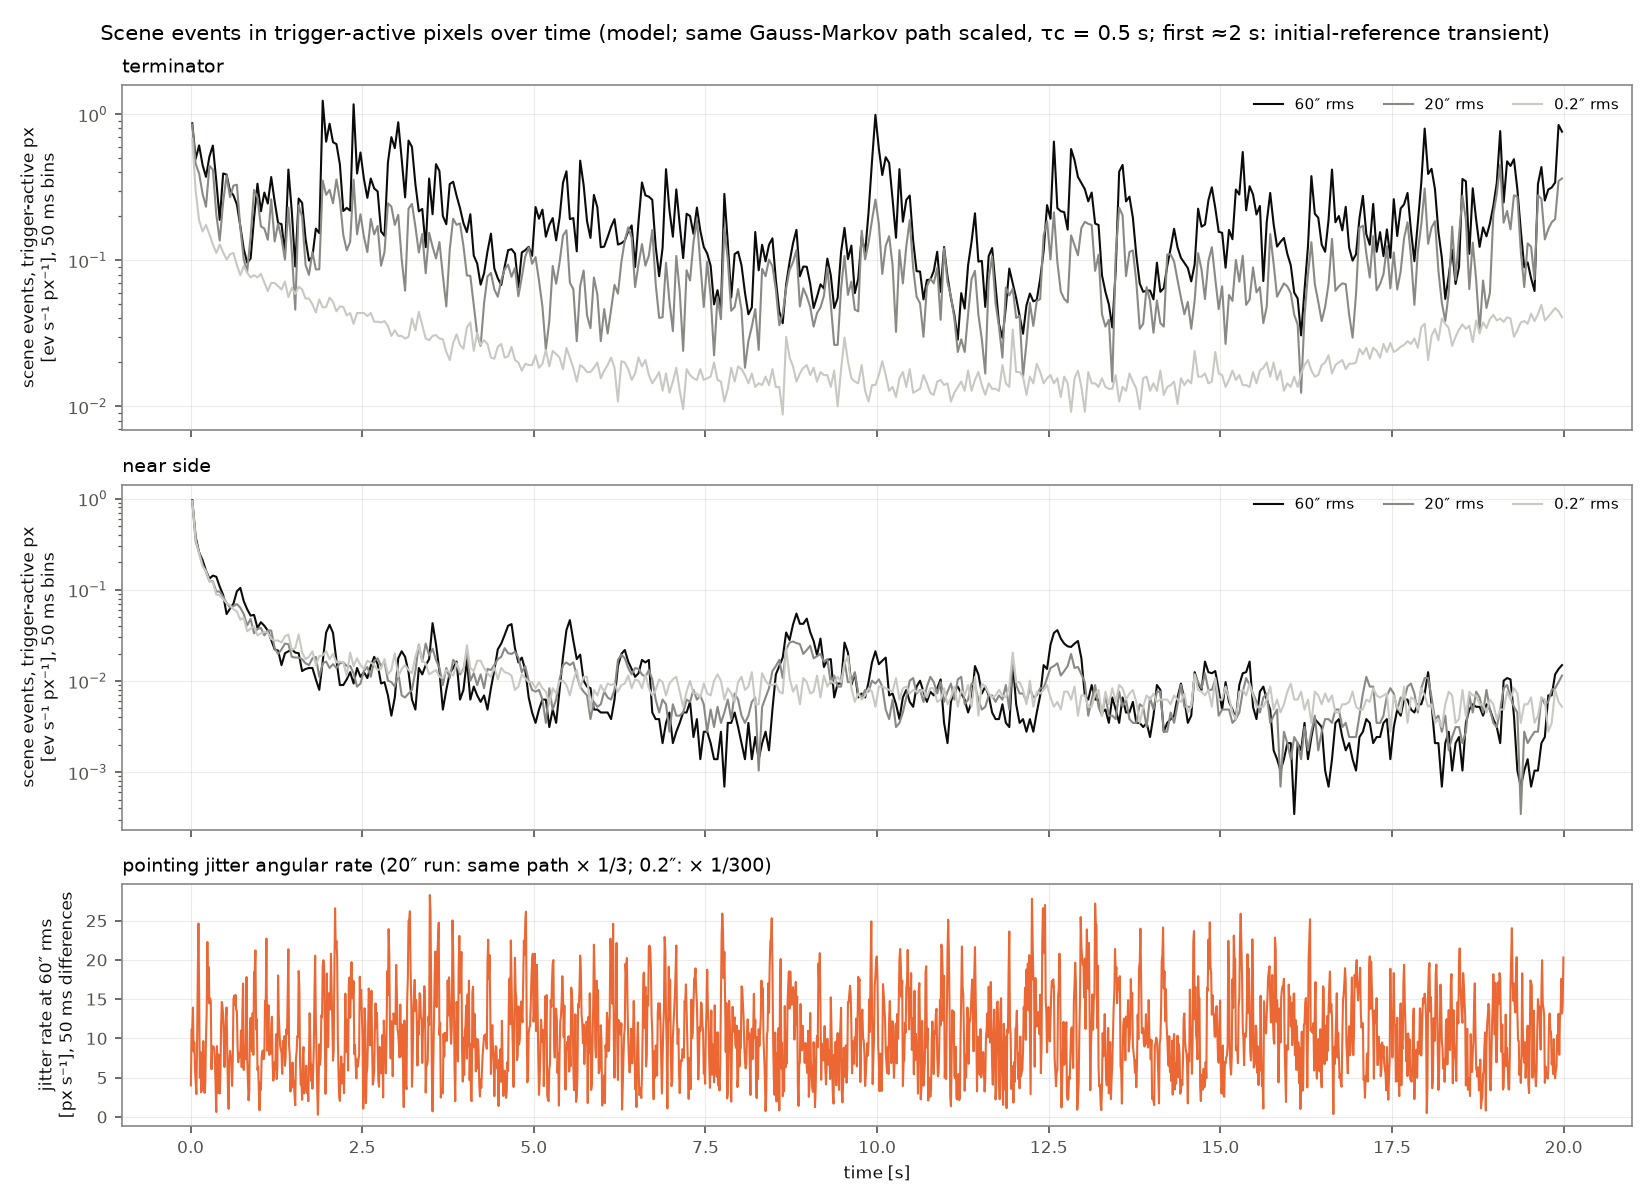 Scene events in trigger-active pixels over time (model; same Gauss-Markov path scaled, τc = 0.5 s; first ≈2 s: initial-reference transient)
terminator
scene events, trigger-active px
[ev s⁻¹ px⁻¹], 50 ms bins
10⁰
10⁻¹
10⁻²
60″ rms
20″ rms
0.2″ rms
near side
scene events, trigger-active px
[ev s⁻¹ px⁻¹], 50 ms bins
10⁰
10⁻¹
10⁻²
10⁻³
60″ rms
20″ rms
0.2″ rms
pointing jitter angular rate (20″ run: same path × 1/3; 0.2″: × 1/300)
jitter rate at 60″ rms
[px s⁻¹], 50 ms differences
25
20
15
10
5
0
0.0 2.5 5.0 7.5 10.0 12.5 15.0 17.5 20.0
time [s]